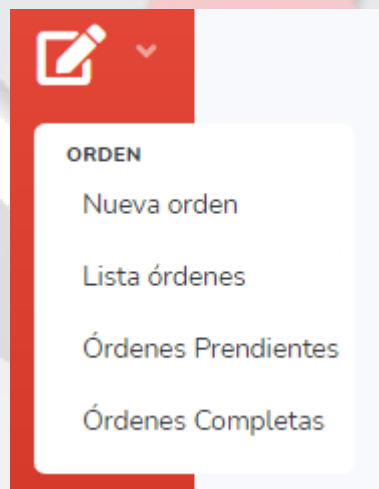 ORDEN
Nueva orden
Lista órdenes
Órdenes Prendientes
Órdenes Completas